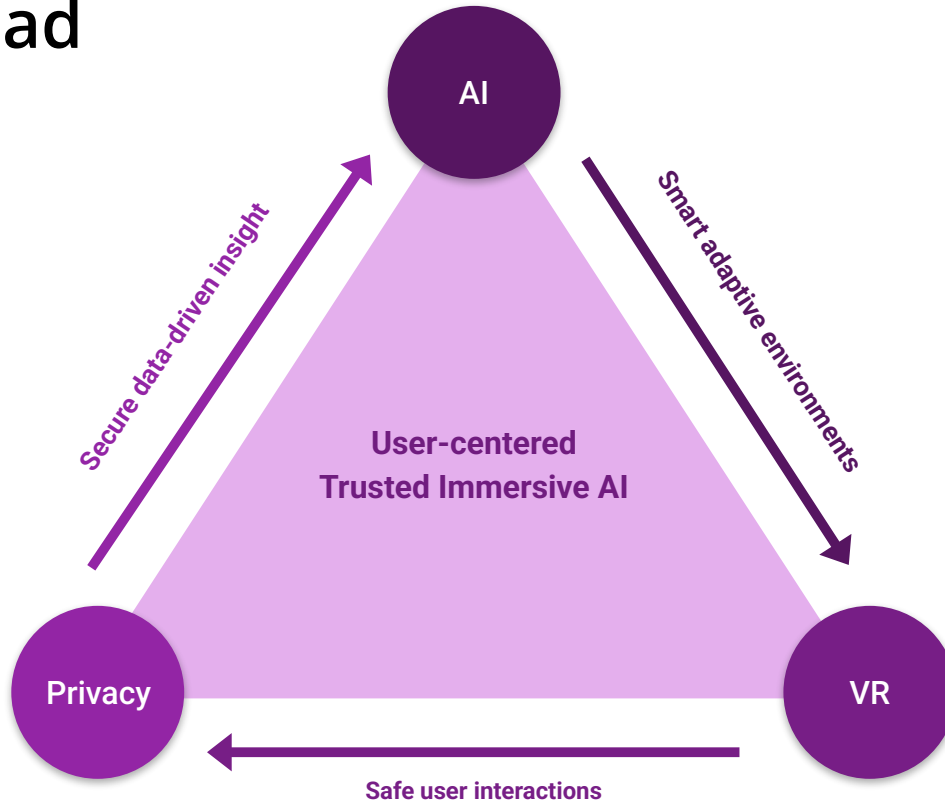 ad
AI
Secure data-driven insight
Smart adaptive environments
User-centered
Trusted Immersive AI
Privacy
VR
Safe user interactions